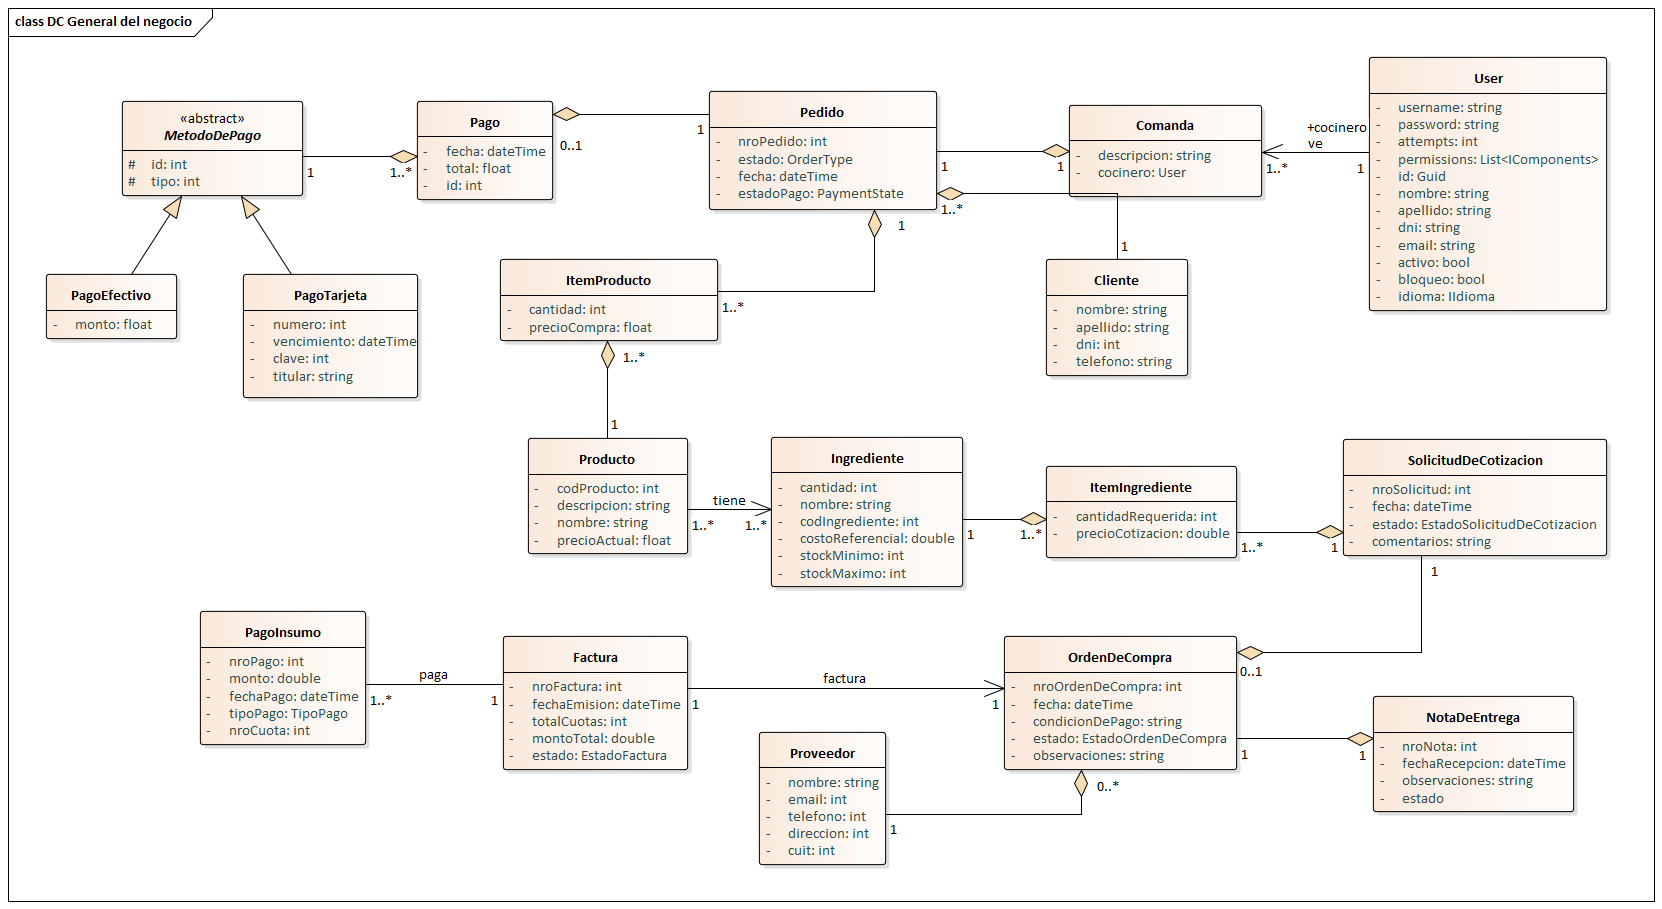 class DC General del negocio
«abstract»
MetodoDePago
# id: int
# tipo: int
1
1..*
Pago
- fecha: dateTime
- total: float
- id: int
0..1
1
Pedido
- nroPedido: int
- estado: OrderType
- fecha: dateTime
- estadoPago: PaymentState
1
1
1..*
1
Comanda
- descripcion: string
- cocinero: User
+cocinero
ve
1..*
1
User
- username: string
- password: string
- attempts: int
- permissions: List<IComponents>
- id: Guid
- nombre: string
- apellido: string
- dni: string
- email: string
- activo: bool
- bloqueo: bool
- idioma: IIdioma
PagoEfectivo
- monto: float
PagoTarjeta
- numero: int
- vencimiento: dateTime
- clave: int
- titular: string
ItemProducto
- cantidad: int
- precioCompra: float
1..*
1..*
1
1
Cliente
- nombre: string
- apellido: string
- dni: int
- telefono: string
Producto
- codProducto: int
- descripcion: string
- nombre: string
- precioActual: float
tiene
1..*
1..*
Ingrediente
- cantidad: int
- nombre: string
- codIngrediente: int
- costoReferencial: double
- stockMinimo: int
- stockMaximo: int
1
1..*
ItemIngrediente
- cantidadRequerida: int
- precioCotizacion: double
1..*
1
SolicitudDeCotizacion
- nroSolicitud: int
- fecha: dateTime
- estado: EstadoSolicitudDeCotizacion
- comentarios: string
1
PagoInsumo
- nroPago: int
- monto: double
- fechaPago: dateTime
- tipoPago: TipoPago
- nroCuota: int
paga
1..*
1
Factura
- nroFactura: int
- fechaEmision: dateTime
- totalCuotas: int
- montoTotal: double
- estado: EstadoFactura
factura
1
1
OrdenDeCompra
- nroOrdenDeCompra: int
- fecha: dateTime
- condicionDePago: string
- estado: EstadoOrdenDeCompra
- observaciones: string
0..1
1
1
0..*
NotaDeEntrega
- nroNota: int
- fechaRecepcion: dateTime
- observaciones: string
- estado
Proveedor
- nombre: string
- email: int
- telefono: int
- direccion: int
- cuit: int
1